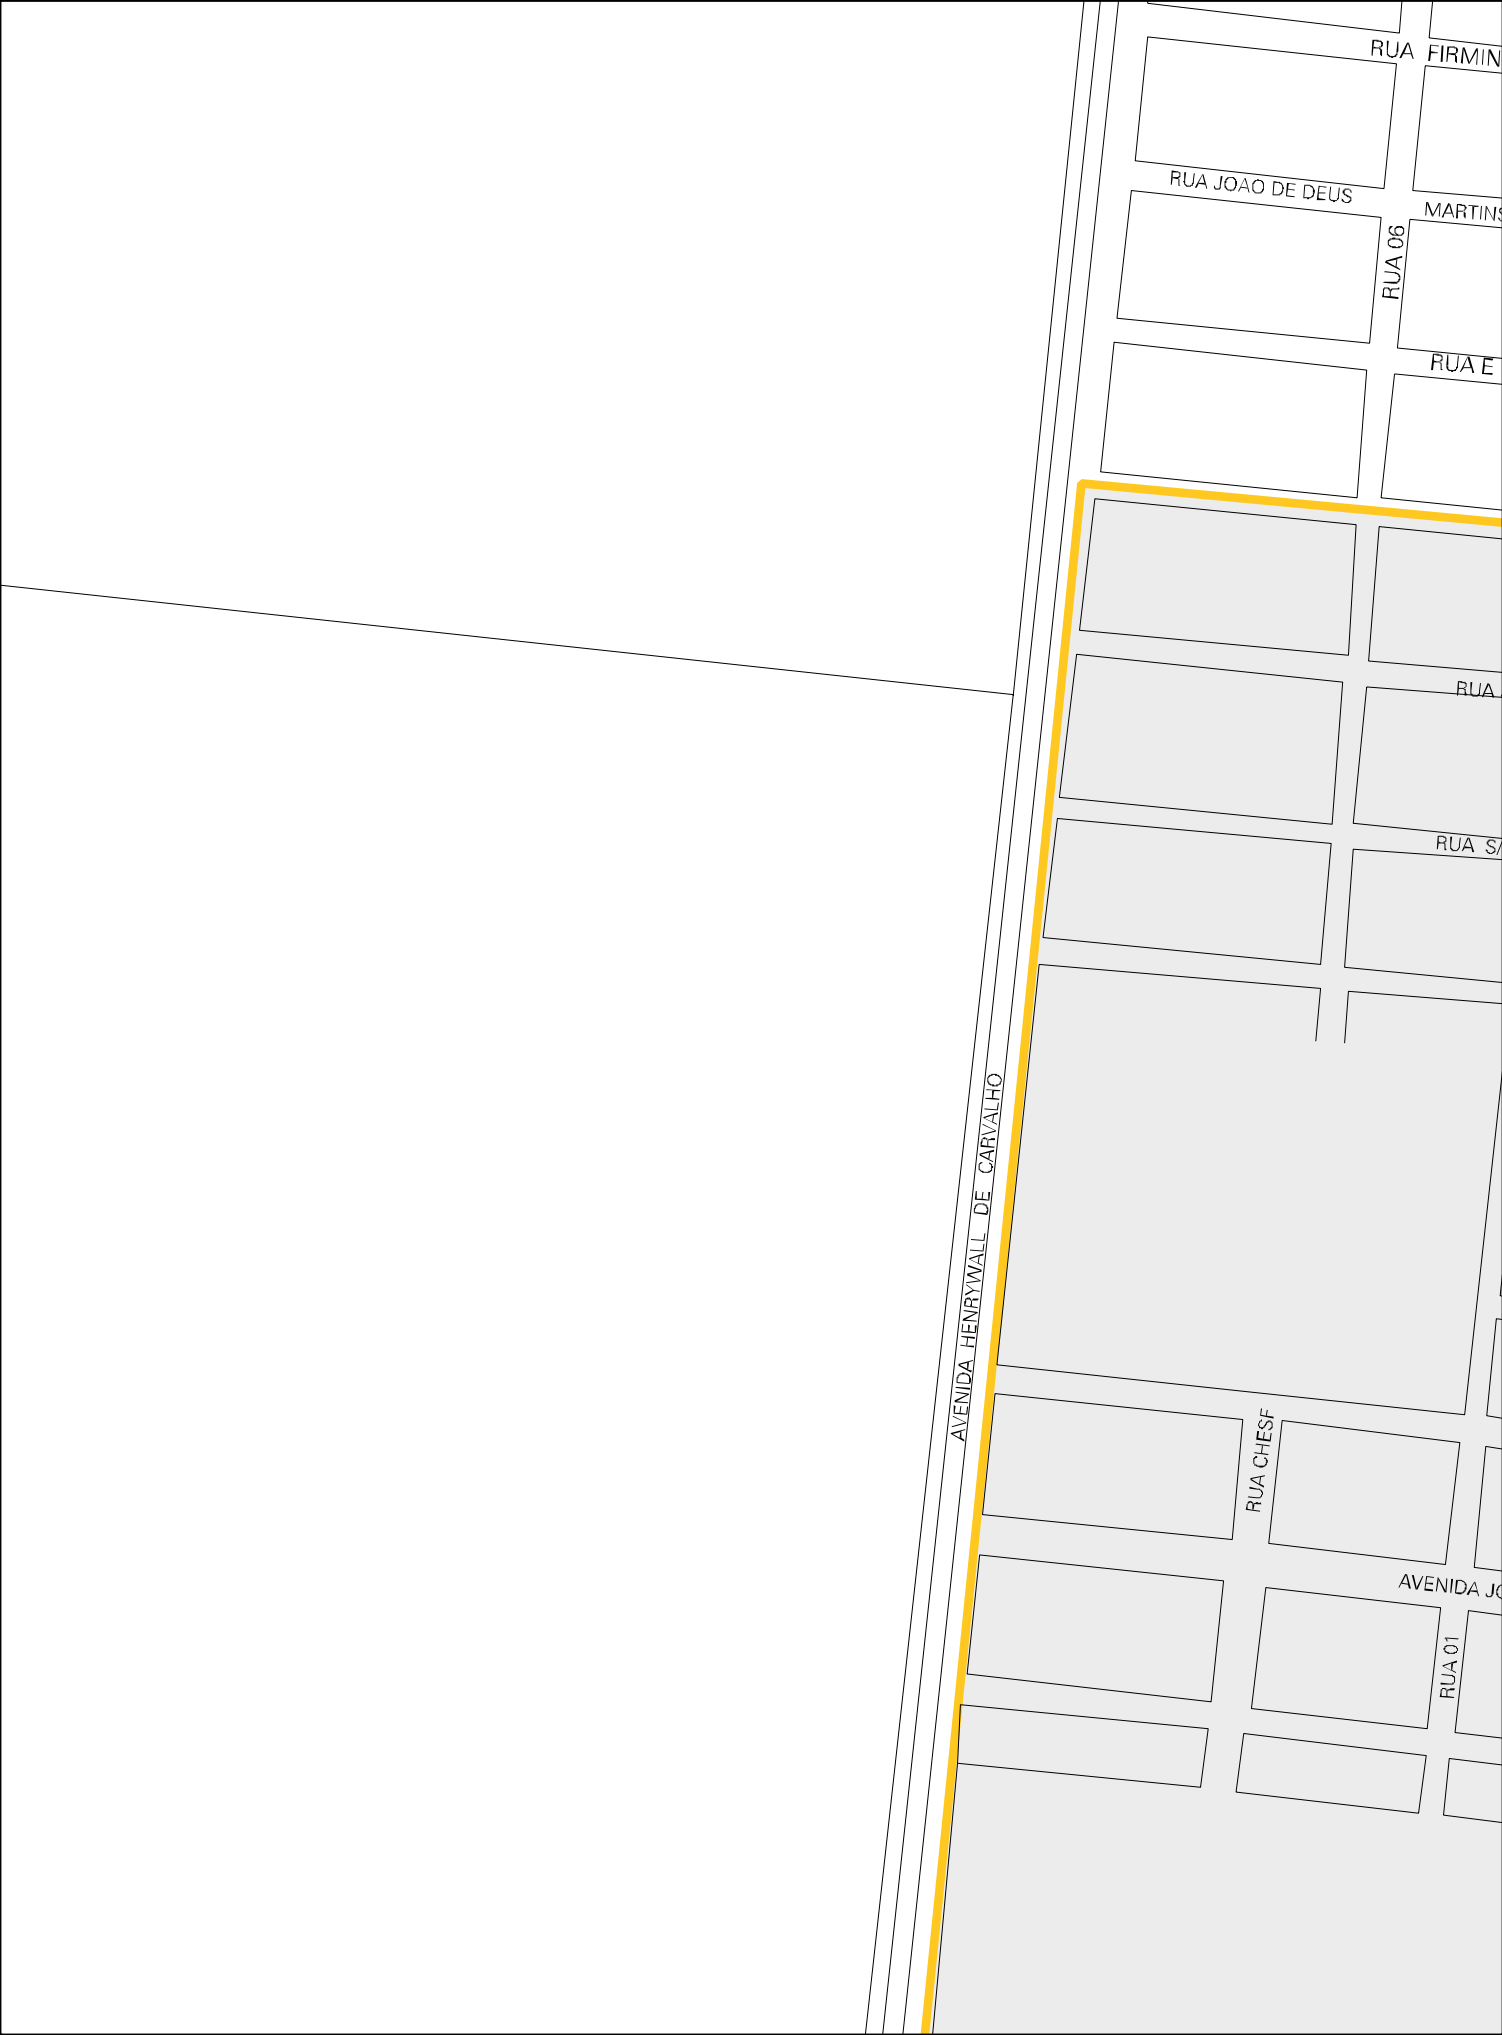 RUA FIRMIN
RUA JOAO DE DEUS
MARTINS
RUA 06
RUA E
RUA
RUA S/
AVENIDA HENRYWALL DE CARVALHO
RUA CHESF
AVENIDA JO
RUA 01